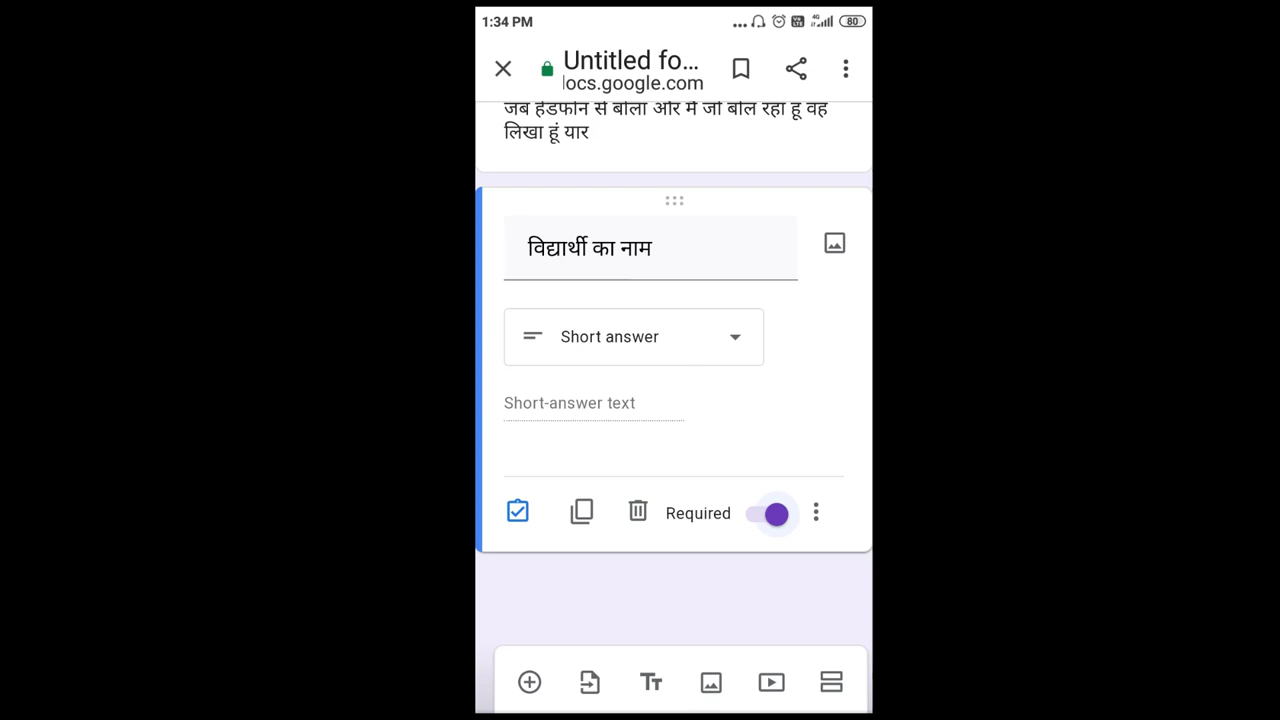 1:34 PM
4G
80
Untitled fo...
locs.google.com
जब हेडफोन से बोला और मैं जो बोल रहा हूं वह
लिखा हूं यार
विद्यार्थी का नाम
Short answer
Short-answer text
Required